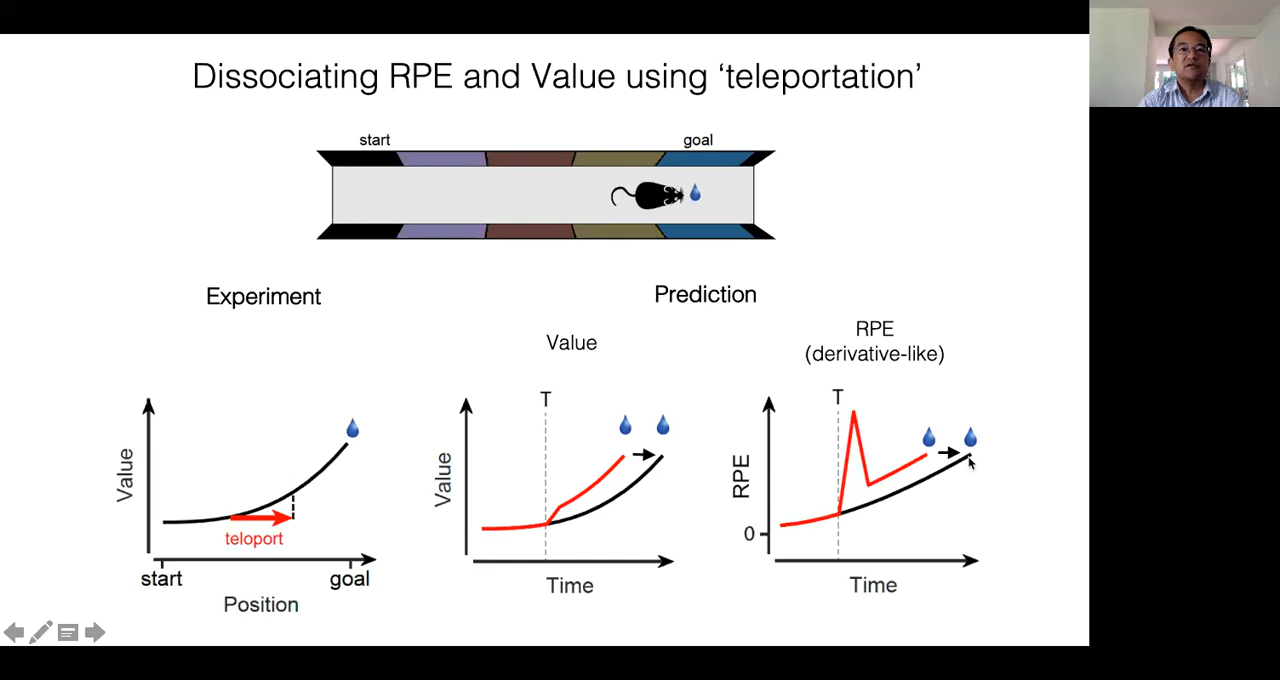 Dissociating RPE and Value using ‘teleportation’
start
goal
Experiment
Prediction
Value
RPE
(derivative-like)
Value
teloport
start
goal
Position
T
Value
Time
T
RPE
0
Time